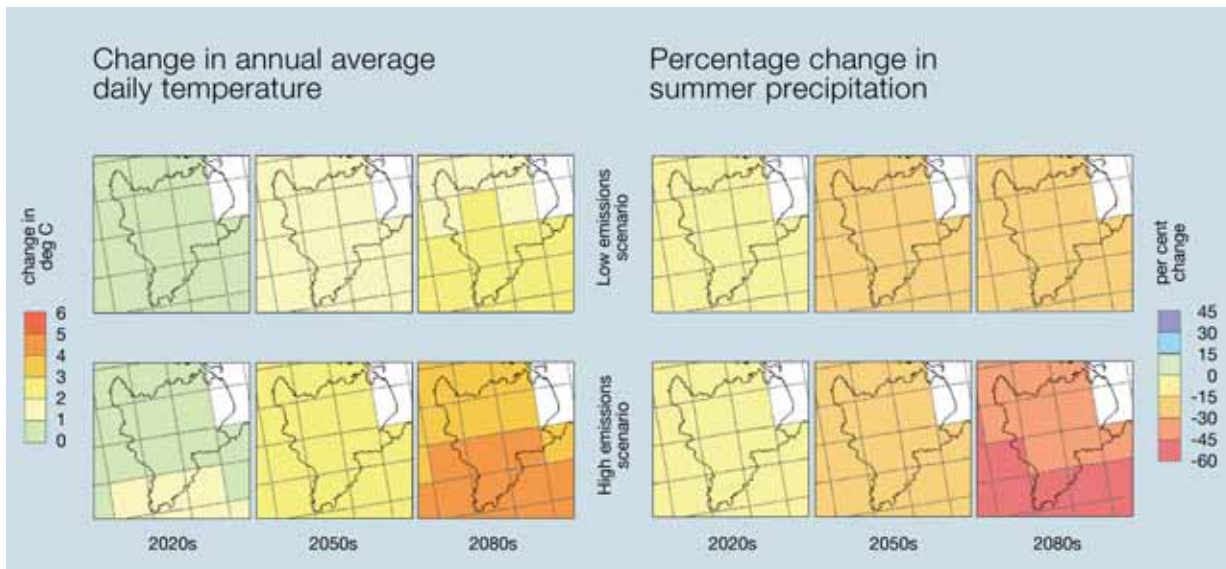 Change in annual average
daily temperature
Percentage change in
summer precipitation
change in
deg C
6
5
4
3
2
1
0
Low emissions
scenario
High emissions
scenario
per cent
change
45
30
15
0
-15
-30
-45
-60
2020s
2050s
2080s
2020s
2050s
2080s